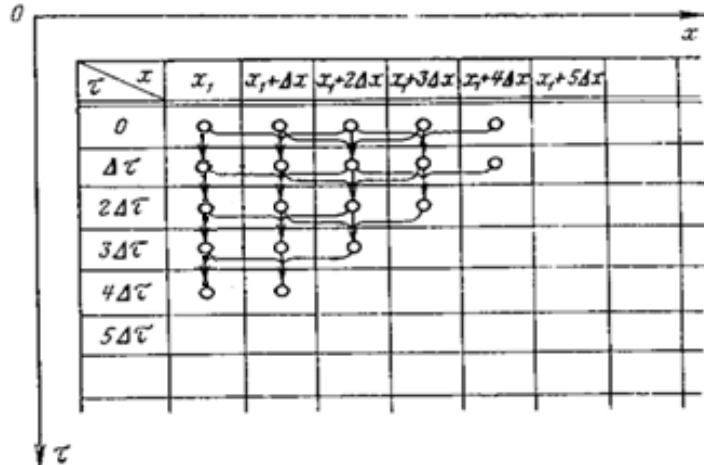 0
x
τ x x₁ x₁+Δx x₁+2Δx x₁+3Δx x₁+4Δx x₁+5Δx
0
Δτ
2Δτ
3Δτ
4Δτ
5Δτ
τ